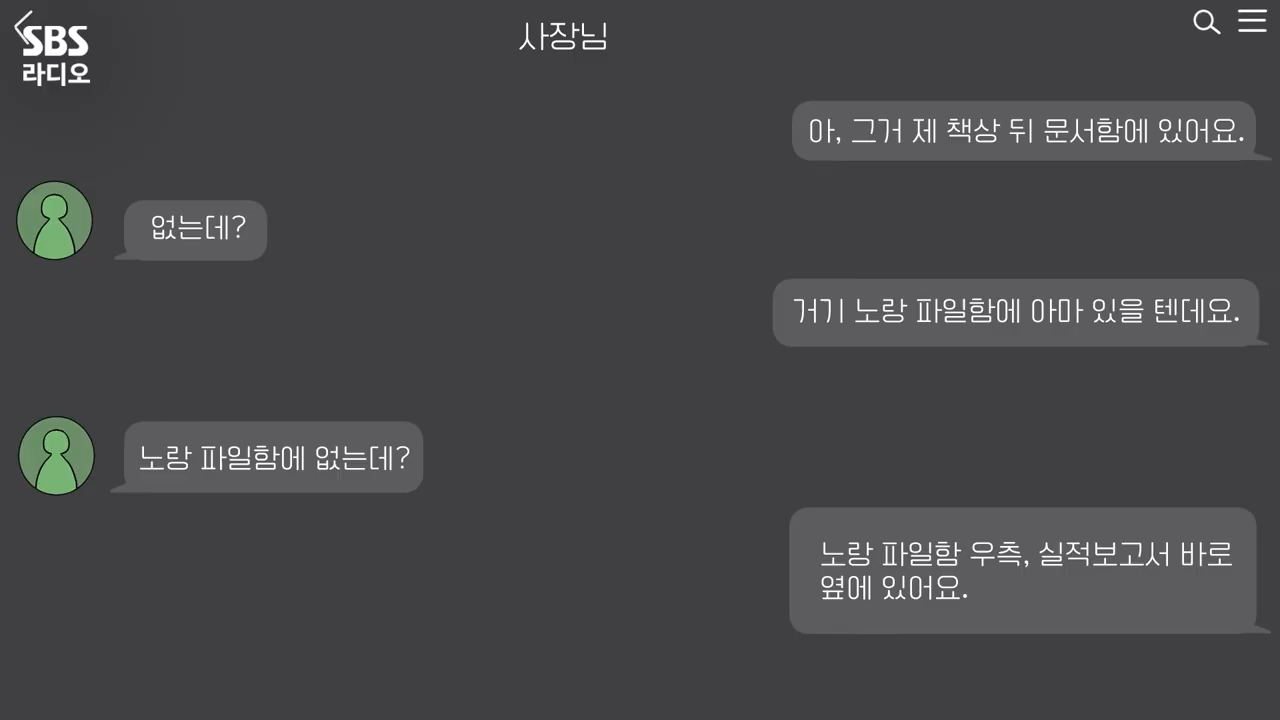 SBS
라디오
사장님
아, 그거 제 책상 뒤 문서함에 있어요.
없는데?
거기 노랑 파일함에 아마 있을 텐데요.
노랑 파일함에 없는데?
노랑 파일함 우측, 실적보고서 바로
옆에 있어요.